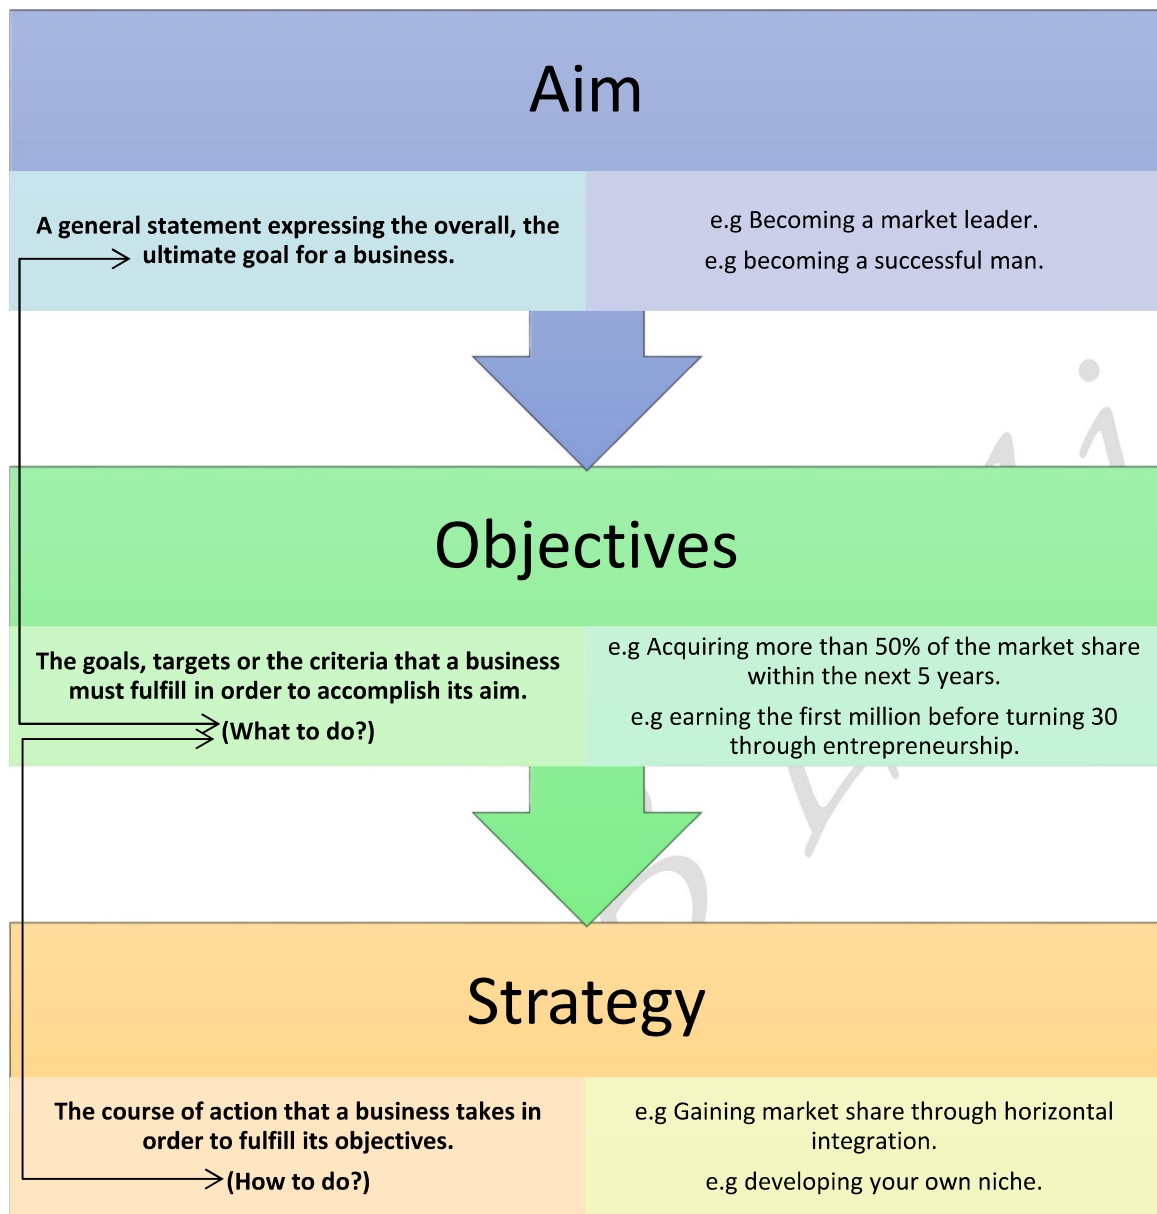 Aim
A general statement expressing the overall, the
ultimate goal for a business.
e.g Becoming a market leader.
e.g becoming a successful man.
Objectives
The goals, targets or the criteria that a business
must fulfill in order to accomplish its aim.
(What to do?)
e.g Acquiring more than 50% of the market share
within the next 5 years.
e.g earning the first million before turning 30
through entrepreneurship.
Strategy
The course of action that a business takes in
order to fulfill its objectives.
(How to do?)
e.g Gaining market share through horizontal
integration.
e.g developing your own niche.